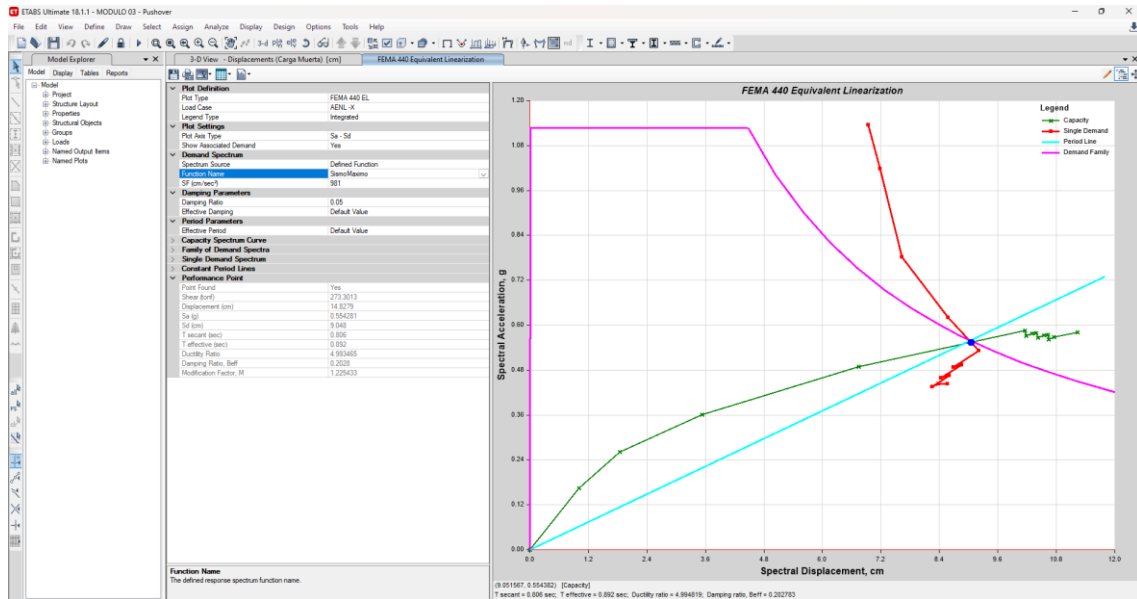 ET ETABS Ultimate 18.1.1 - MODULO 03 - Pushover
File Edit View Define Draw Select Assign Analyze Display Design Options Tools Help
Model Explorer
3-D View - Displacements (Carga Muerta) [cm]
FEMA 440 Equivalent Linearization
Model Display Tables Reports
Model
Project
Structure Layout
Properties
Structural Objects
Groups
Loads
Named Output Items
Named Plots
Plot Definition
Plot Type FEMA 440 EL
Load Case AENL-X
Legend Type Integrated
Plot Settings
Plot Axis Type Sa - Sd
Show Associated Demand Yes
Demand Spectrum
Spectrum Source Defined Function
Function Name SismoMaximo
SF (cm/sec²) 981
Damping Parameters
Damping Ratio 0.05
Effective Damping Default Value
Period Parameters
Effective Period Default Value
Capacity Spectrum Curve
Family of Demand Spectra
Single Demand Spectrum
Constant Period Lines
Performance Point
Point Found Yes
Shear (tonf) 273.3013
Displacement (cm) 14.8279
Sa (g) 0.554281
Sd (cm) 9.048
T secant (sec) 0.806
T effective (sec) 0.892
Ductility Ratio 4.993465
Damping Ratio, Beff 0.2028
Modification Factor, M 1.225433
Function Name
The defined response spectrum function name.
FEMA 440 Equivalent Linearization
Legend
Capacity
Single Demand
Period Line
Demand Family
Spectral Acceleration, g
1.20
1.08
0.96
0.84
0.72
0.60
0.48
0.36
0.24
0.12
0.00
0.0 1.2 2.4 3.6 4.8 6.0 7.2 8.4 9.6 10.8 12.0
Spectral Displacement, cm
(9.051567, 0.554382) [Capacity]
T secant = 0.806 sec; T effective = 0.892 sec; Ductility ratio = 4.994819; Damping ratio, Beff = 0.202783